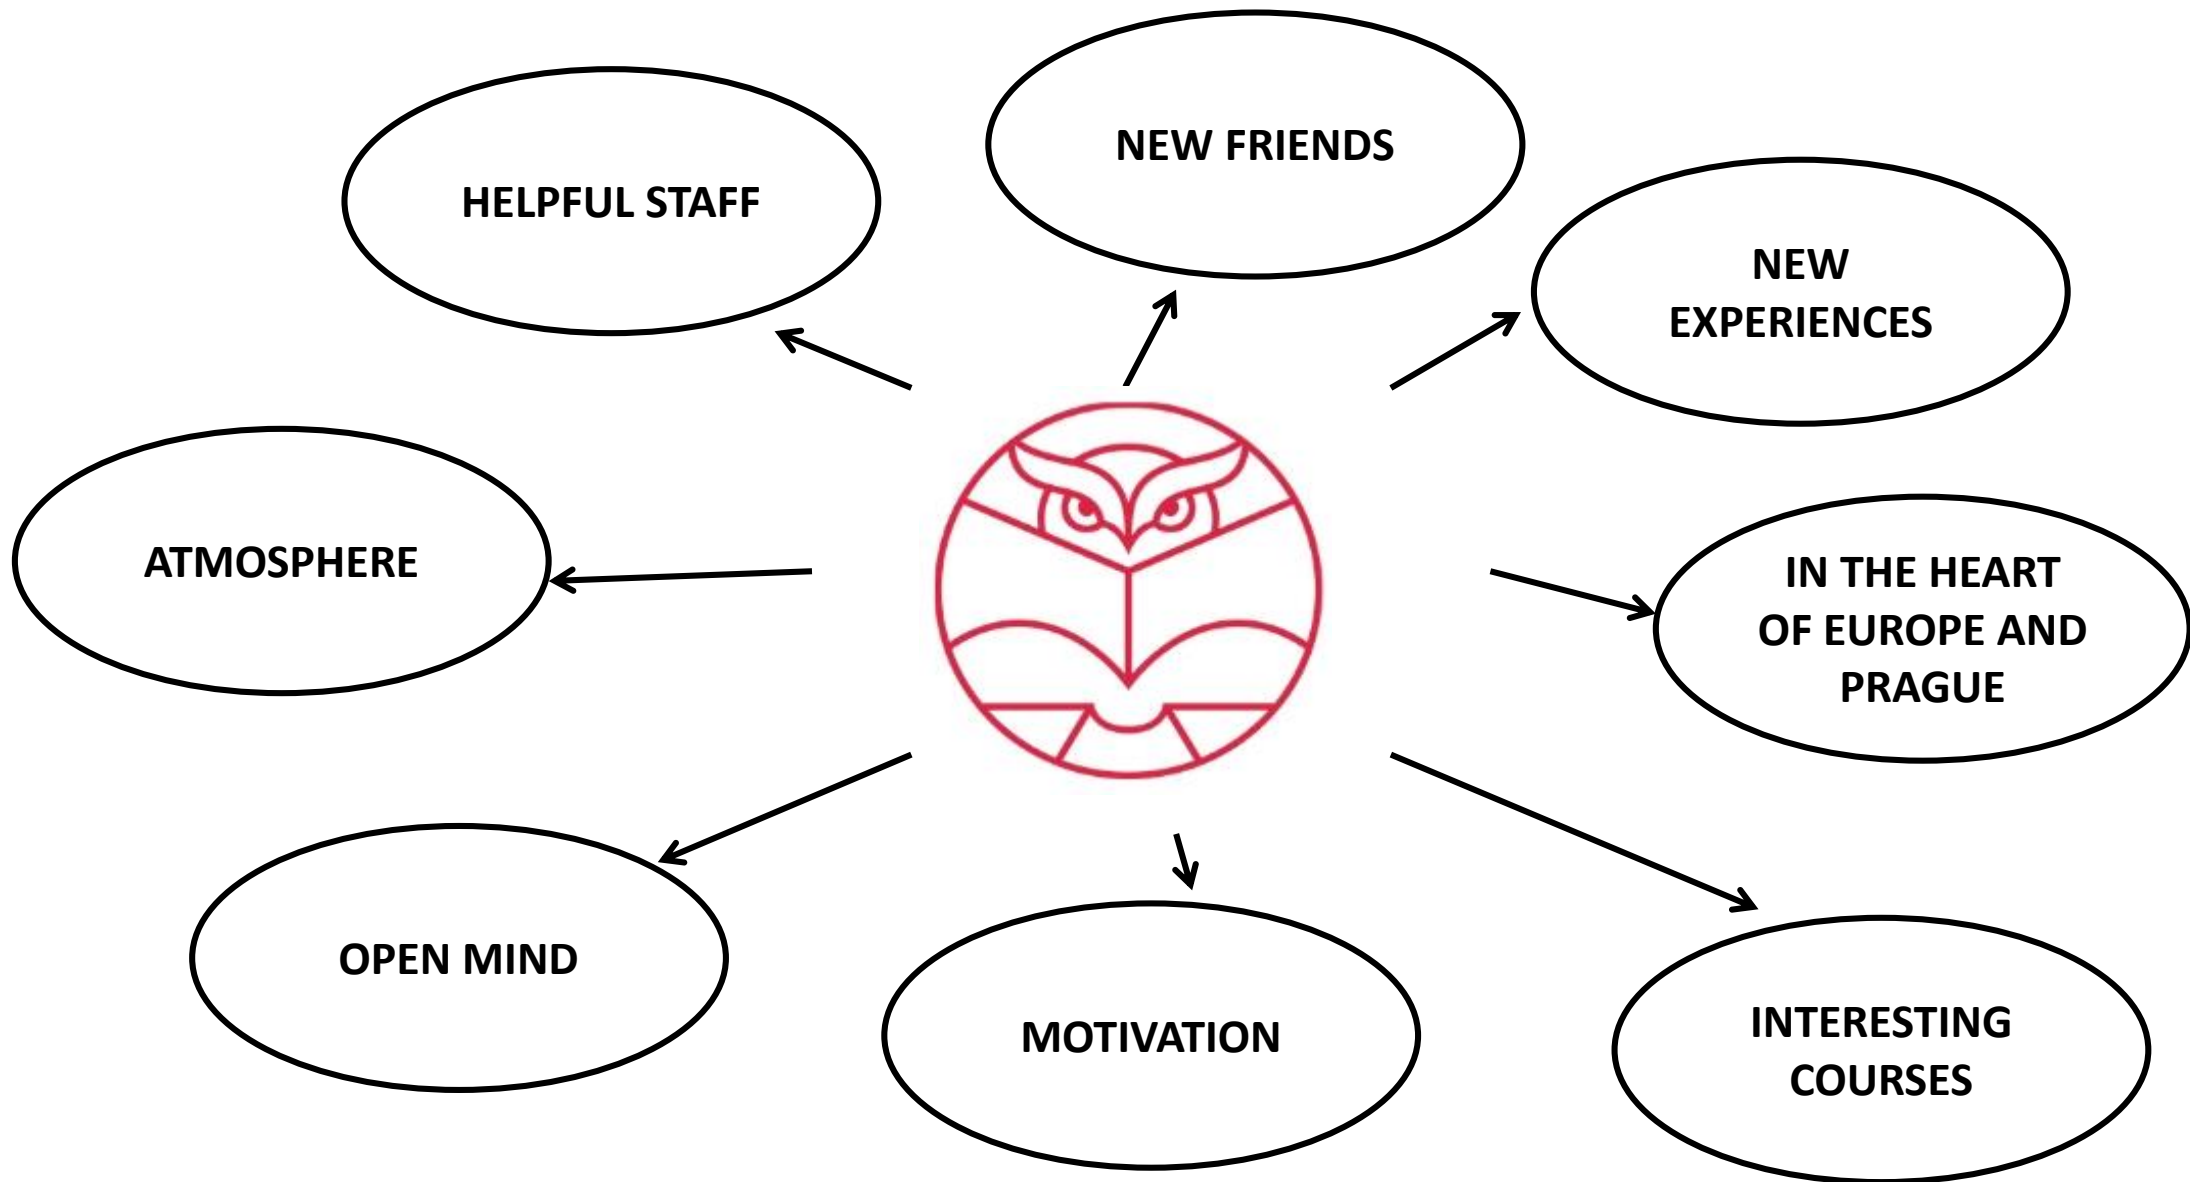 HELPFUL STAFF
NEW FRIENDS
NEW
EXPERIENCES
ATMOSPHERE
IN THE HEART
OF EUROPE AND
PRAGUE
OPEN MIND
MOTIVATION
INTERESTING
COURSES